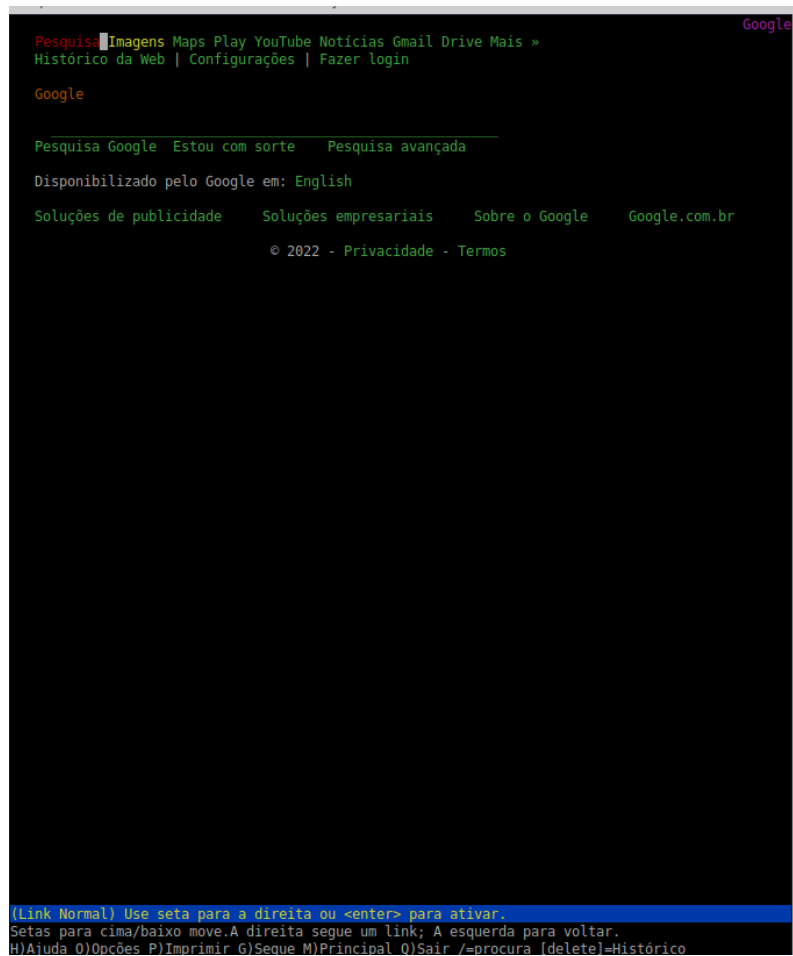 Google
Pesquisa Imagens Maps Play YouTube Notícias Gmail Drive Mais »
Histórico da Web | Configurações | Fazer login
Google
Pesquisa Google Estou com sorte Pesquisa avançada
Disponibilizado pelo Google em: English
Soluções de publicidade Soluções empresariais Sobre o Google Google.com.br
© 2022 - Privacidade - Termos
(Link Normal) Use seta para a direita ou <enter> para ativar.
Setas para cima/baixo move.A direita segue um link; A esquerda para voltar.
H)Ajuda O)Opções P)Imprimir G)Segue M)Principal Q)Sair /=procura [delete]=Histórico